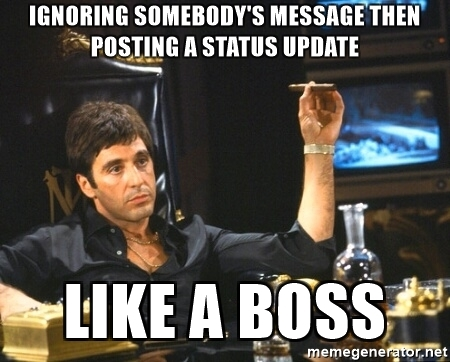 IGNORING SOMEBODY'S MESSAGE THEN
POSTING A STATUS UPDATE
LIKE A BOSS
memegenerator.net